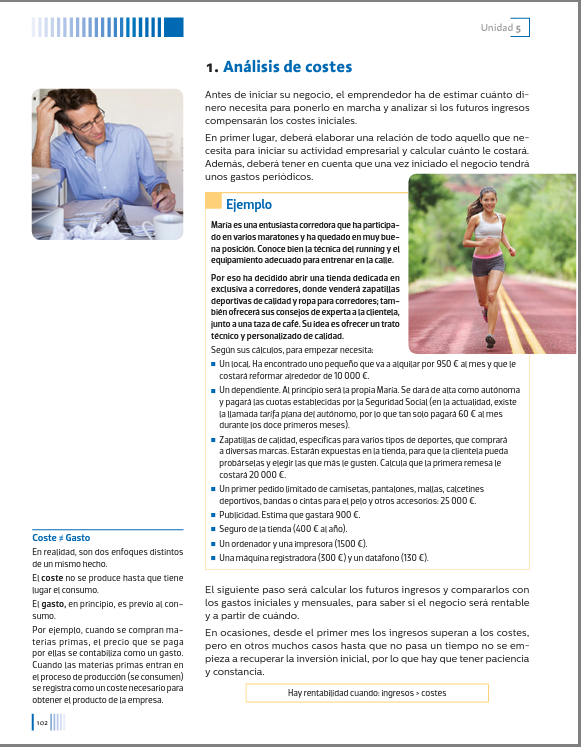 Unidad 5
1. Análisis de costes
Antes de iniciar su negocio, el emprendedor ha de estimar cuánto di-
nero necesita para ponerlo en marcha y analizar si los futuros ingresos
compensarán los costes iniciales.
En primer lugar, deberá elaborar una relación de todo aquello que ne-
cesita para iniciar su actividad empresarial y calcular cuánto le costará.
Además, deberá tener en cuenta que una vez iniciado el negocio tendrá
unos gastos periódicos.
Ejemplo
María es una entusiasta corredora que ha participa-
do en varios maratones y ha quedado en muy bue-
na posición. Conoce bien la técnica del running y el
equipamiento adecuado para entrenar en la calle.
Por eso ha decidido abrir una tienda dedicada en
exclusiva a corredores, donde venderá zapatillas
deportivas de calidad y ropa para corredores; tam-
bién ofrecerá sus consejos de experta a la clientela,
junto a una taza de café. Su idea es ofrecer un trato
técnico y personalizado de calidad.
Según sus cálculos, para empezar necesita:
■ Un local. Ha encontrado uno pequeño que va a alquilar por 950 € al mes y que le
costará reformar alrededor de 10 000 €.
■ Un dependiente. Al principio será la propia María. Se dará de alta como autónoma
y pagará las cuotas establecidas por la Seguridad Social (en la actualidad, existe
la llamada tarifa plana del autónomo, por lo que tan solo pagará 60 € al mes
durante los doce primeros meses).
■ Zapatillas de calidad, específicas para varios tipos de deportes, que comprará
a diversas marcas. Estarán expuestas en la tienda, para que la clientela pueda
probárselas y elegir las que más le gusten. Calcula que la primera remesa le
costará 20 000 €.
■ Un primer pedido limitado de camisetas, pantalones, mallas, calcetines
deportivos, bandas o cintas para el pelo y otros accesorios: 25 000 €.
■ Publicidad. Estima que gastará 900 €.
■ Seguro de la tienda (400 € al año).
■ Un ordenador y una impresora (1500 €).
■ Una máquina registradora (300 €) y un datáfono (130 €).
El siguiente paso será calcular los futuros ingresos y compararlos con
los gastos iniciales y mensuales, para saber si el negocio será rentable
y a partir de cuándo.
En ocasiones, desde el primer mes los ingresos superan a los costes,
pero en otros muchos casos hasta que no pasa un tiempo no se em-
pieza a recuperar la inversión inicial, por lo que hay que tener paciencia
y constancia.
Hay rentabilidad cuando: ingresos > costes
Coste ≠ Gasto
En realidad, son dos enfoques distintos
de un mismo hecho.
El coste no se produce hasta que tiene
lugar el consumo.
El gasto, en principio, es previo al con-
sumo.
Por ejemplo, cuando se compran ma-
terias primas, el precio que se paga
por ellas se contabiliza como un gasto.
Cuando las materias primas entran en
el proceso de producción (se consumen)
se registra como un coste necesario para
obtener el producto de la empresa.
102